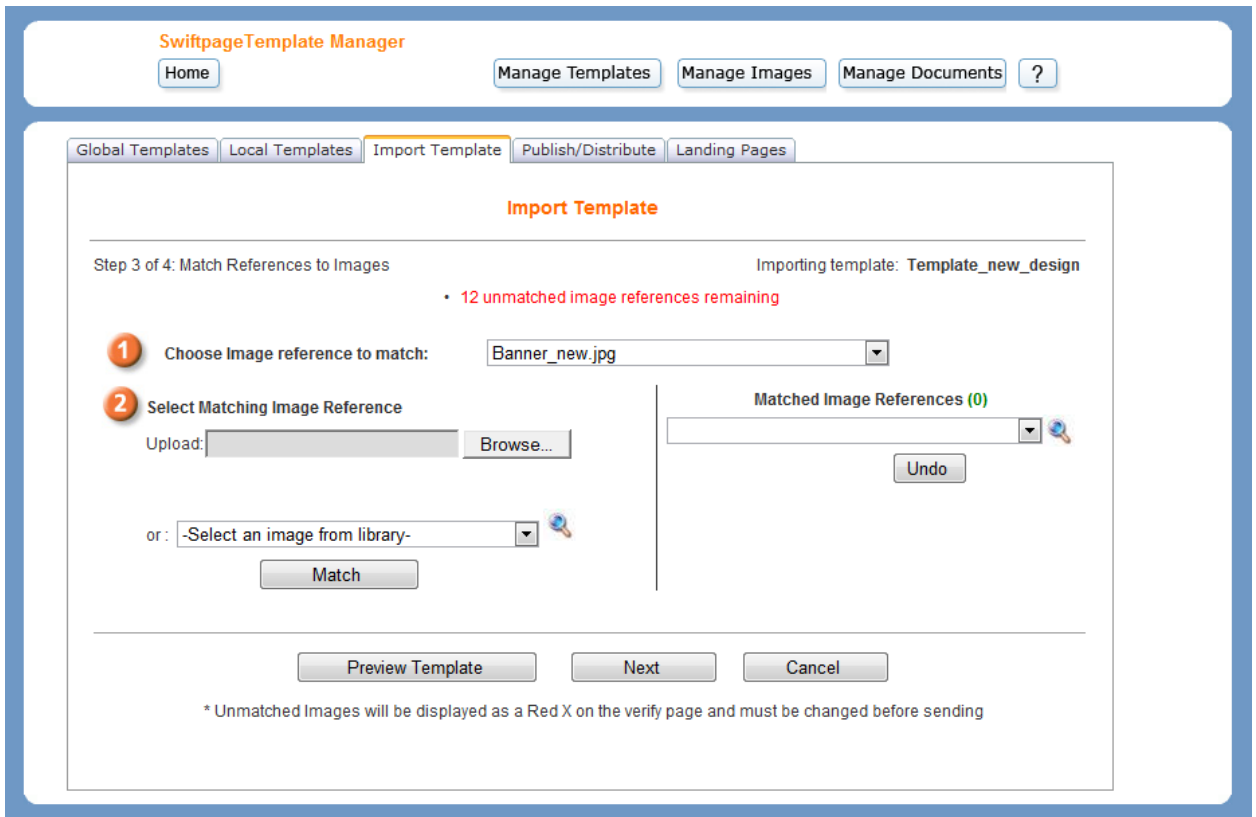 SwiftpageTemplate Manager
Home
Manage Templates
Manage Images
Manage Documents
?
Global Templates
Local Templates
Import Template
Publish/Distribute
Landing Pages
Import Template
Step 3 of 4: Match References to Images
Importing template: Template_new_design
• 12 unmatched image references remaining
1
Choose Image reference to match:
Banner_new.jpg
2
Select Matching Image Reference
Upload:
Browse...
or :
-Select an image from library-
Match
Matched Image References (0)
Undo
Preview Template
Next
Cancel
* Unmatched Images will be displayed as a Red X on the verify page and must be changed before sending